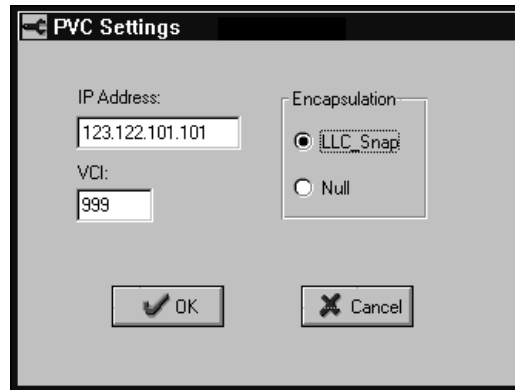 PVC Settings
IP Address:
123.122.101.101
VCI:
999
Encapsulation
LLC_Snap
Null
OK
Cancel